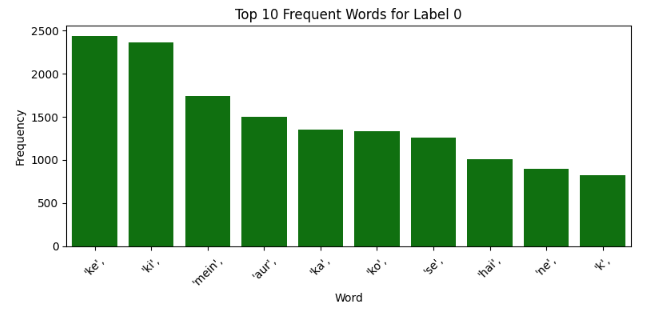 Top 10 Frequent Words for Label 0
2500
2000
1500
1000
500
0
Frequency
'ke', 'ki', 'mein', 'aur', 'ka', 'ko', 'se', 'hai', 'ne', 'k',
Word